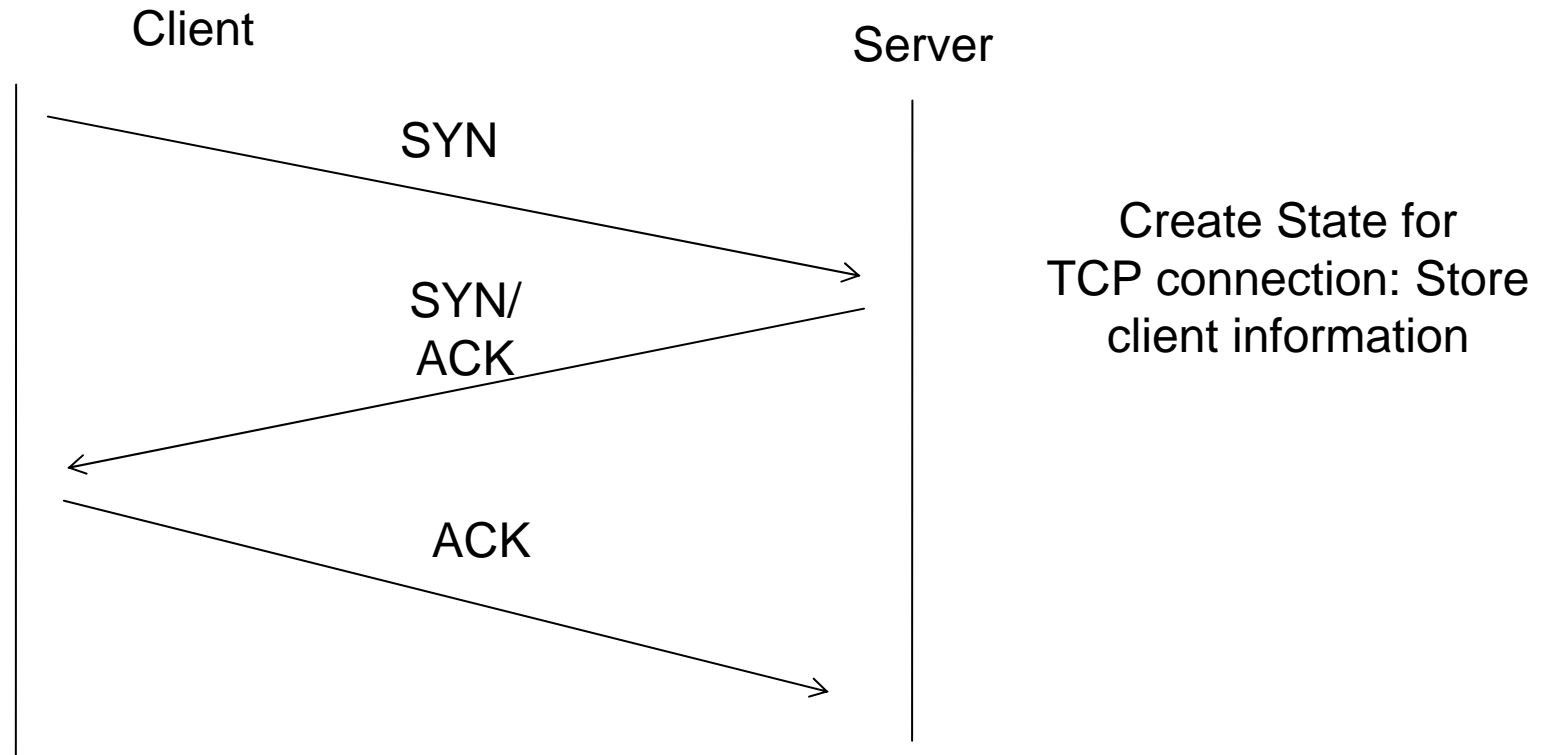 Client
Server
SYN
Create State for
TCP connection: Store
client information
SYN/
ACK
ACK